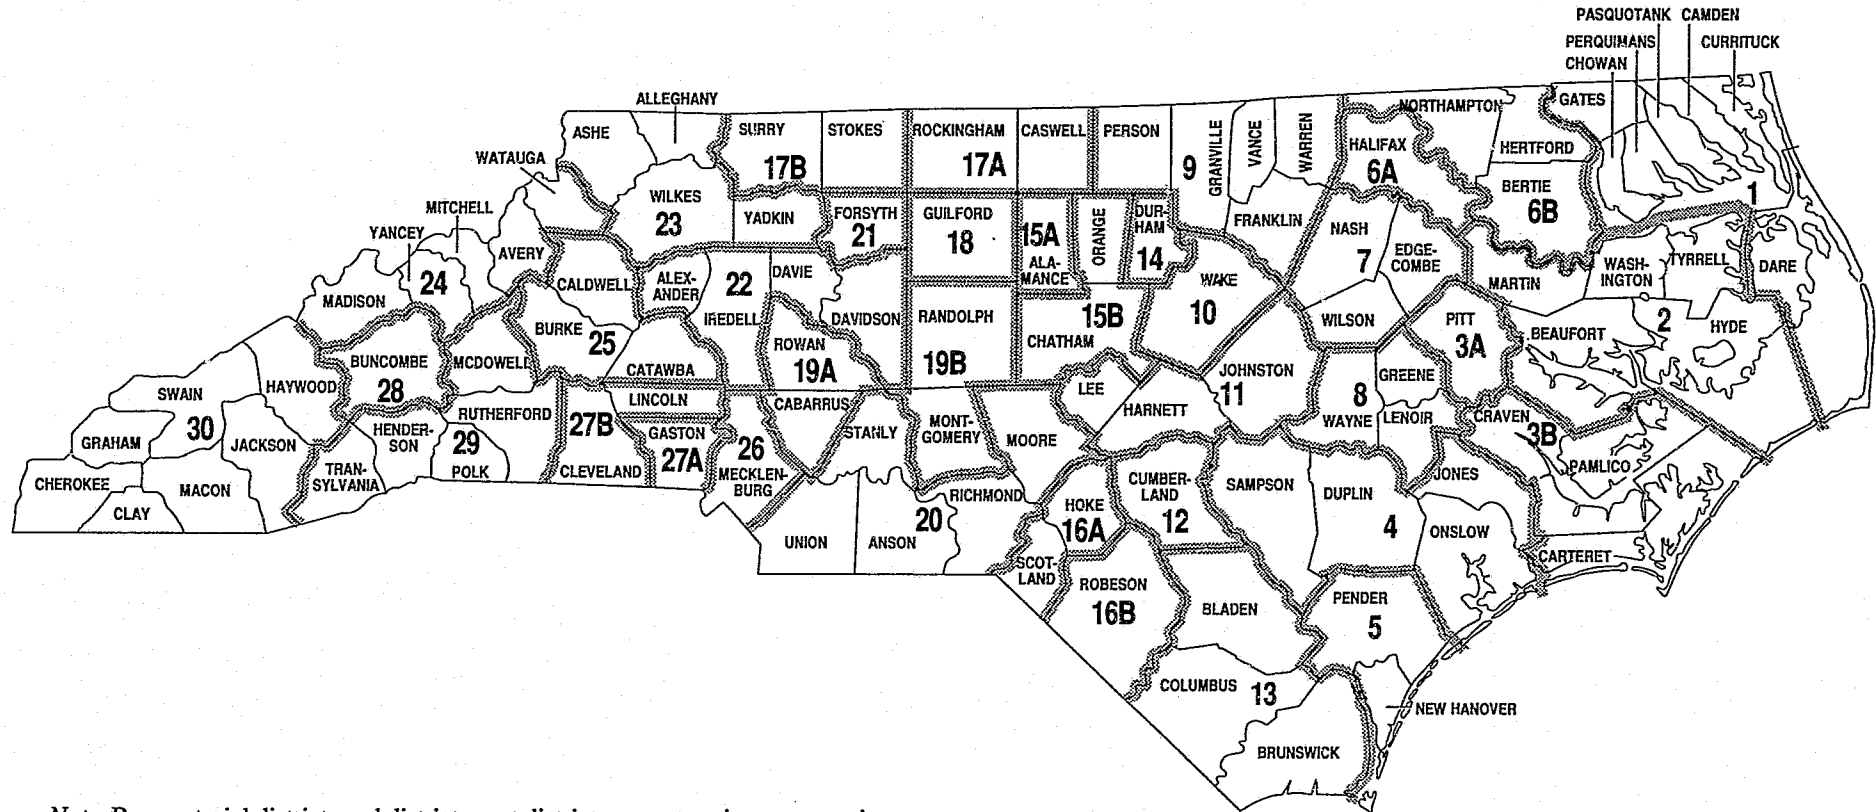 PASQUOTANK CAMDEN
PERQUIMANS
CURRITUCK
CHOWAN
ALLEGHANY
ASHE
SURRY
STOKES
ROCKINGHAM
CASWELL
PERSON
GRANVILLE
VANCE
WARREN
NORTHAMPTON
GATES
WATAUGA
17B
17A
9
HALIFAX
6A
HERTFORD
BERTIE
6B
1
MITCHELL
WILKES
23
YADKIN
FORSYTH
21
GUILFORD
18
15A
ALA-
MANCE
ORANGE
DUR-
HAM
14
FRANKLIN
NASH
7
EDGE-
COMBE
YANCEY
AVERY
24
CALDWELL
ALEX-
ANDER
22
DAVIE
WAKE
10
MARTIN
WASH-
INGTON
TYRRELL
DARE
MADISON
BURKE
25
IREDELL
DAVIDSON
RANDOLPH
19B
15B
CHATHAM
WILSON
PITT
3A
BEAUFORT
2
HYDE
BUNCOMBE
28
MCDOWELL
CATAWBA
ROWAN
19A
LEE
JOHNSTON
11
8
WAYNE
GREENE
SWAIN
HAYWOOD
RUTHERFORD
27B
LINCOLN
CABARRUS
HARNETT
LENOIR
CRAVEN
3B
GRAHAM
30
JACKSON
HENDER-
SON
29
POLK
CLEVELAND
GASTON
27A
26
MECKLEN-
BURG
STANLY
MONT-
GOMERY
MOORE
PAMLICO
CHEROKEE
CLAY
MACON
TRAN-
SYLVANIA
RICHMOND
20
HOKE
16A
CUMBER-
LAND
12
SAMPSON
DUPLIN
4
JONES
ONSLOW
CARTERET
UNION
ANSON
SCOT-
LAND
ROBESON
16B
BLADEN
PENDER
5
COLUMBUS
13
NEW HANOVER
BRUNSWICK